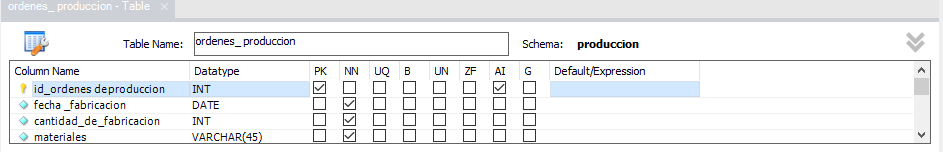 ordenes_ produccion - Table ×
Table Name: ordenes_ produccion Schema: produccion
Column Name Datatype PK NN UQ B UN ZF AI G Default/Expression
id_ordenes deproduccion INT
fecha _fabricacion DATE
cantidad_de_fabricacion INT
materiales VARCHAR(45)